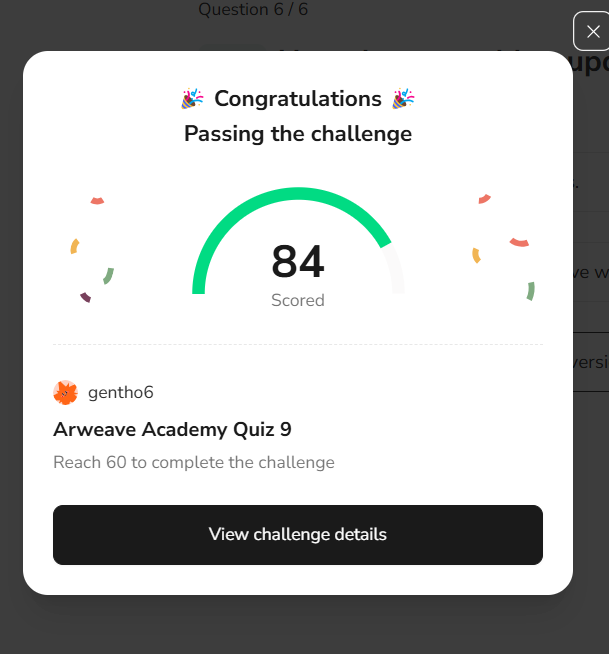 Question 6 / 6
Congratulations
Passing the challenge
84
Scored
gentho6
Arweave Academy Quiz 9
Reach 60 to complete the challenge
View challenge details